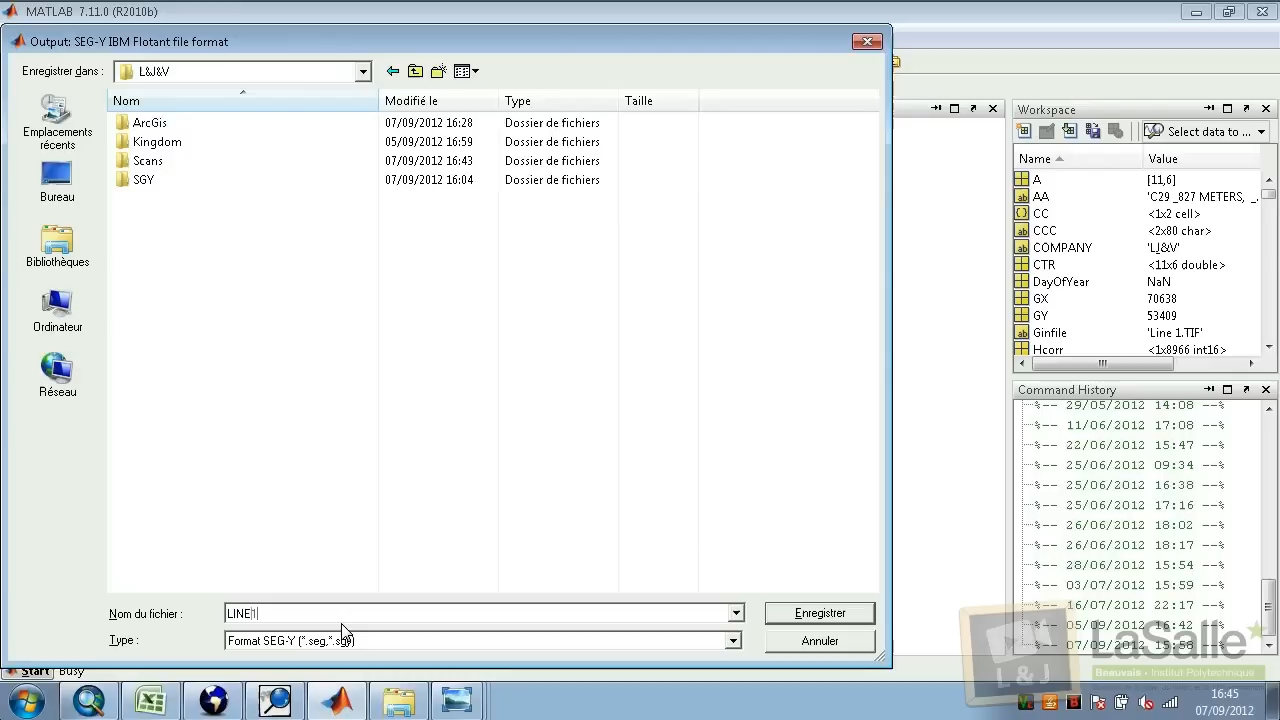 MATLAB 7.11.0 (R2010b)
Output: SEG-Y IBM Flotant file format
Enregistrer dans :
L&J&V
Nom
Modifié le
Type
Taille
ArcGis
07/09/2012 16:28
Dossier de fichiers
Kingdom
05/09/2012 16:59
Dossier de fichiers
Scans
07/09/2012 16:43
Dossier de fichiers
SGY
07/09/2012 16:04
Dossier de fichiers
Emplacements
récents
Bureau
Bibliothèques
Ordinateur
Réseau
Nom du fichier :
LINE1
Enregistrer
Type :
Format SEG-Y (*.seg,*.sgy)
Annuler
Workspace
Select data to ...
Name
Value
A
[11,6]
AA
'C29 _827 METERS, _.
CC
<1x2 cell>
CCC
<2x80 char>
COMPANY
'LJ&V'
CTR
<11x6 double>
DayOfYear
NaN
GX
70638
GY
53409
Ginfile
'Line 1.TIF'
Hcorr
<1x8966 int16>
Command History
%-- 29/05/2012 14:08 --%
%-- 11/06/2012 17:08 --%
%-- 22/06/2012 15:47 --%
%-- 25/06/2012 09:34 --%
%-- 25/06/2012 16:38 --%
%-- 25/06/2012 17:16 --%
%-- 26/06/2012 18:02 --%
%-- 26/06/2012 18:17 --%
%-- 28/06/2012 15:54 --%
%-- 03/07/2012 15:59 --%
%-- 16/07/2012 22:17 --%
%-- 05/09/2012 16:42 --%
%-- 07/09/2012 15:58 --%
LaSalle
Beauvais - Institut Polytechnique
L & J
Start
Busy
16:45
07/09/2012